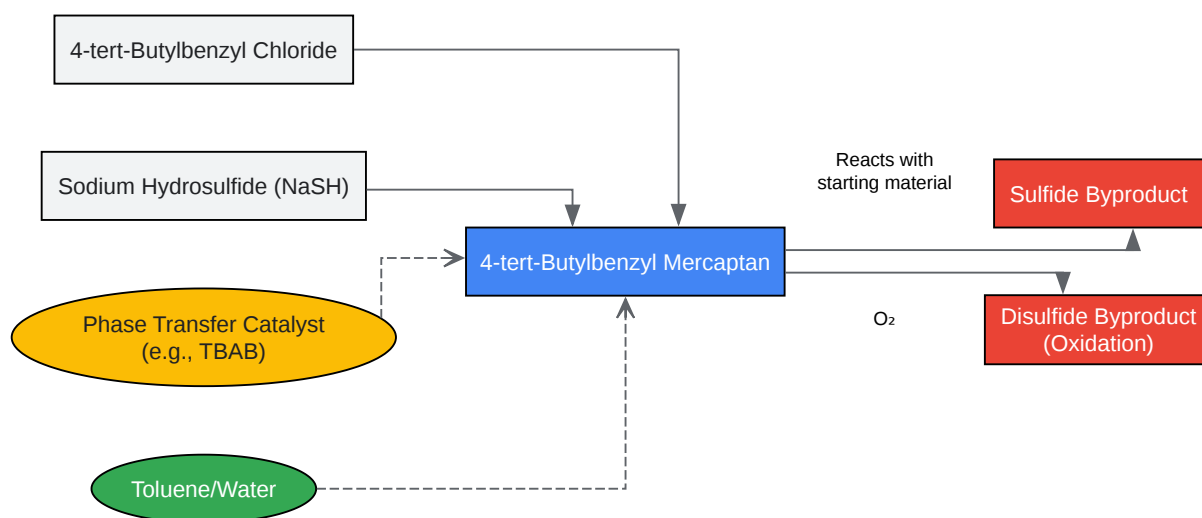 4-tert-Butylbenzyl Chloride
Sodium Hydrosulfide (NaSH)
Reacts with
starting material
Sulfide Byproduct
4-tert-Butylbenzyl Mercaptan
Phase Transfer Catalyst
(e.g., TBAB)
O₂
Disulfide Byproduct
(Oxidation)
Toluene/Water